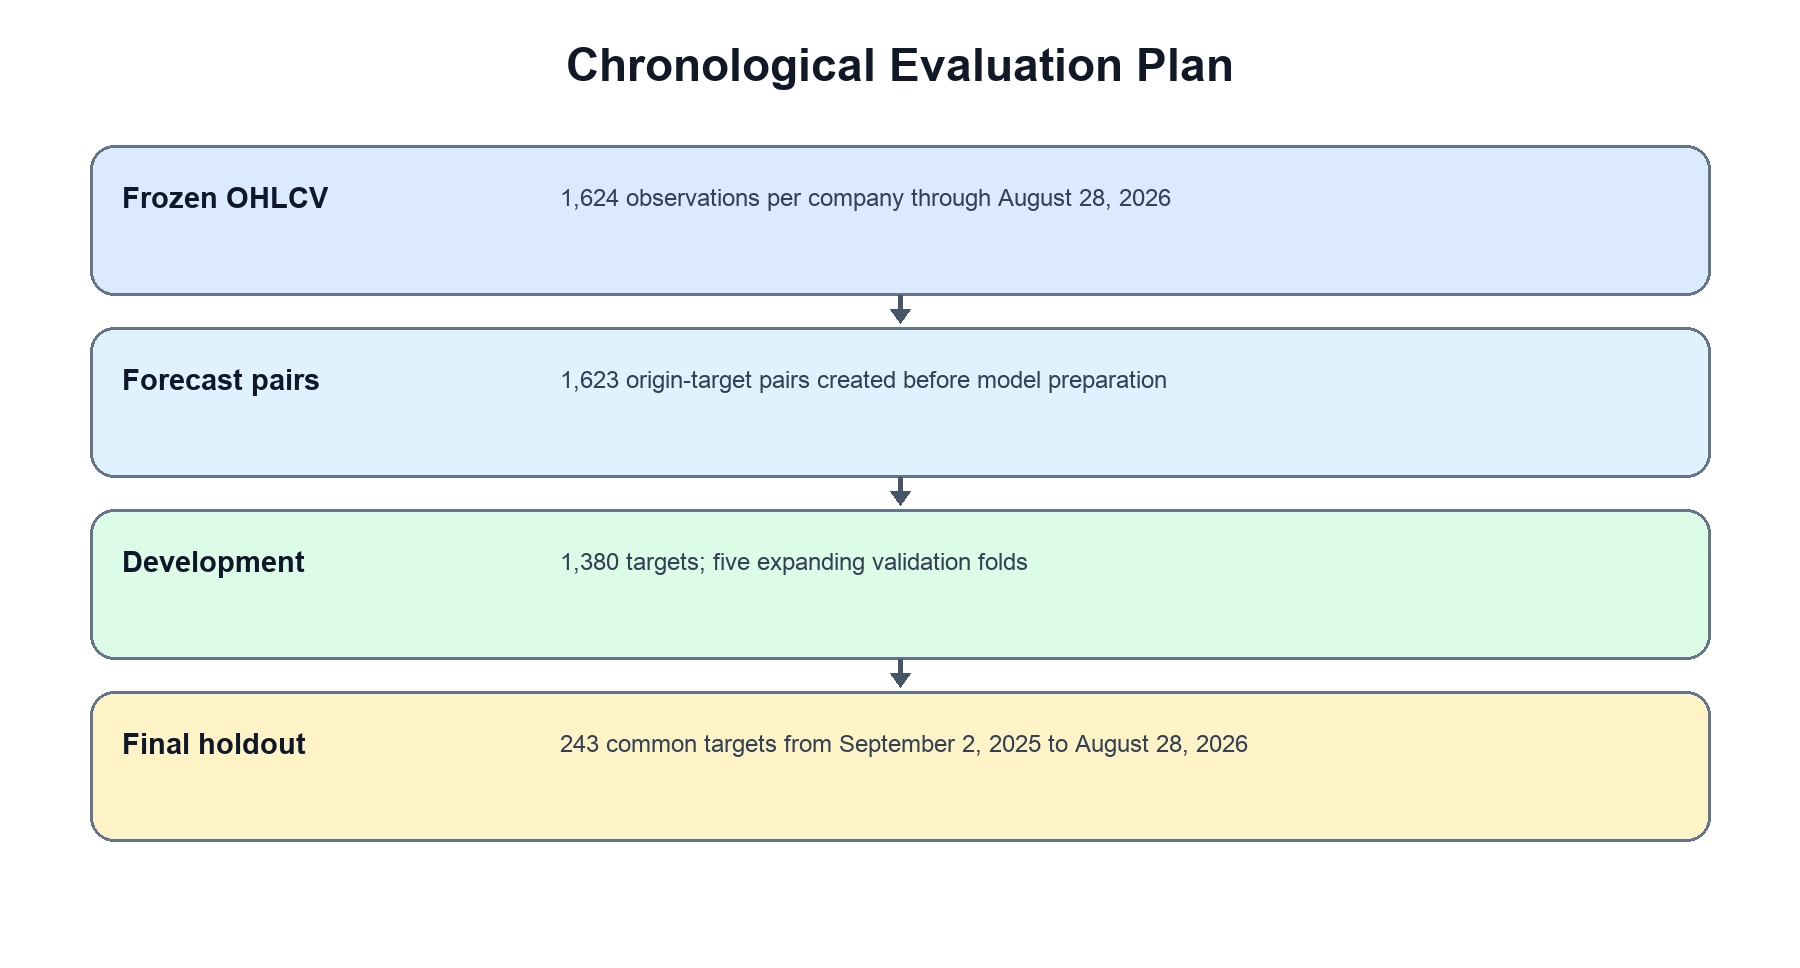 Chronological Evaluation Plan
Frozen OHLCV
1,624 observations per company through August 28, 2026
Forecast pairs
1,623 origin-target pairs created before model preparation
Development
1,380 targets; five expanding validation folds
Final holdout
243 common targets from September 2, 2025 to August 28, 2026